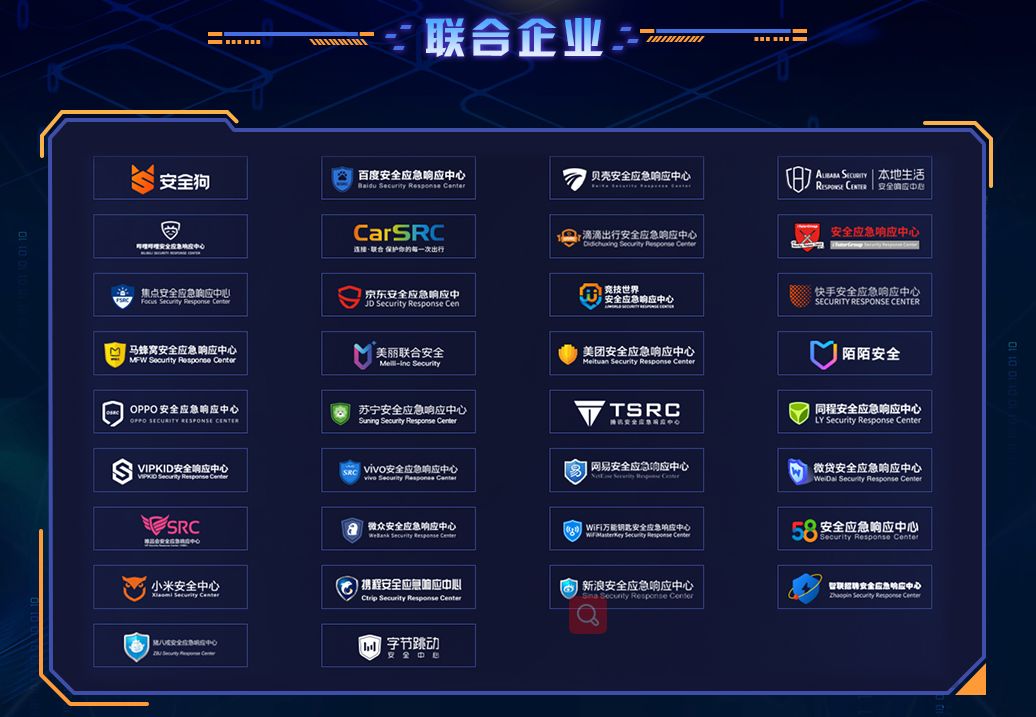 联合企业
安全狗
百度安全应急响应中心
Baidu Security Response Center
贝壳安全应急响应中心
BeiKe Security Response Center
ALIBABA SECURITY
RESPONSE CENTER
本地生活
安全响应中心
哔哩哔哩安全应急响应中心
BILIBILI SECURITY RESPONSE CENTER
CarSRC
连接·联合 保护你的每一次出行
滴滴出行安全应急响应中心
Didichuxing Security Response Center
安全应急响应中心
iTutorGroup Security Response Center
FSRC
焦点安全应急响应中心
Focus Security Response Center
京东安全应急响应中
JD Security Response Cen
竞技世界
安全应急响应中心
JJWORLD SECURITY RESPONSE CENTER
快手安全应急响应中心
SECURITY RESPONSE CENTER
马蜂窝安全应急响应中心
MFW Security Response Center
美丽联合安全
Meili-inc Security
美团安全应急响应中心
Meituan Security Response Center
陌陌安全
OSRC
OPPO 安全应急响应中心
OPPO SECURITY RESPONSE CENTER
苏宁安全应急响应中心
Suning Security Response Center
TSRC
腾讯安全应急响应中心
同程安全应急响应中心
LY Security Response Center
VIPKID安全响应中心
VIPKID Security Response Center
SRC
vivo安全应急响应中心
vivo Security Response Center
网易安全应急响应中心
NetEase Security Response Center
微贷安全应急响应中心
WeiDai Security Response Center
SRC
唯品会安全应急响应中心
微众安全应急响应中心
WeBank Security Response Center
WiFi万能钥匙安全应急响应中心
WiFiMasterKey Security Response Center
58 安全应急响应中心
Security Response Center
小米安全中心
Xiaomi Security Center
携程安全应急响应中心
Ctrip Security Response Center
新浪安全应急响应中心
Sina Security Response Center
智联招聘安全应急响应中心
Zhaopin Security Response Center
猪八戒安全应急响应中心
ZBJ Security Response Center
字节跳动
安全中心